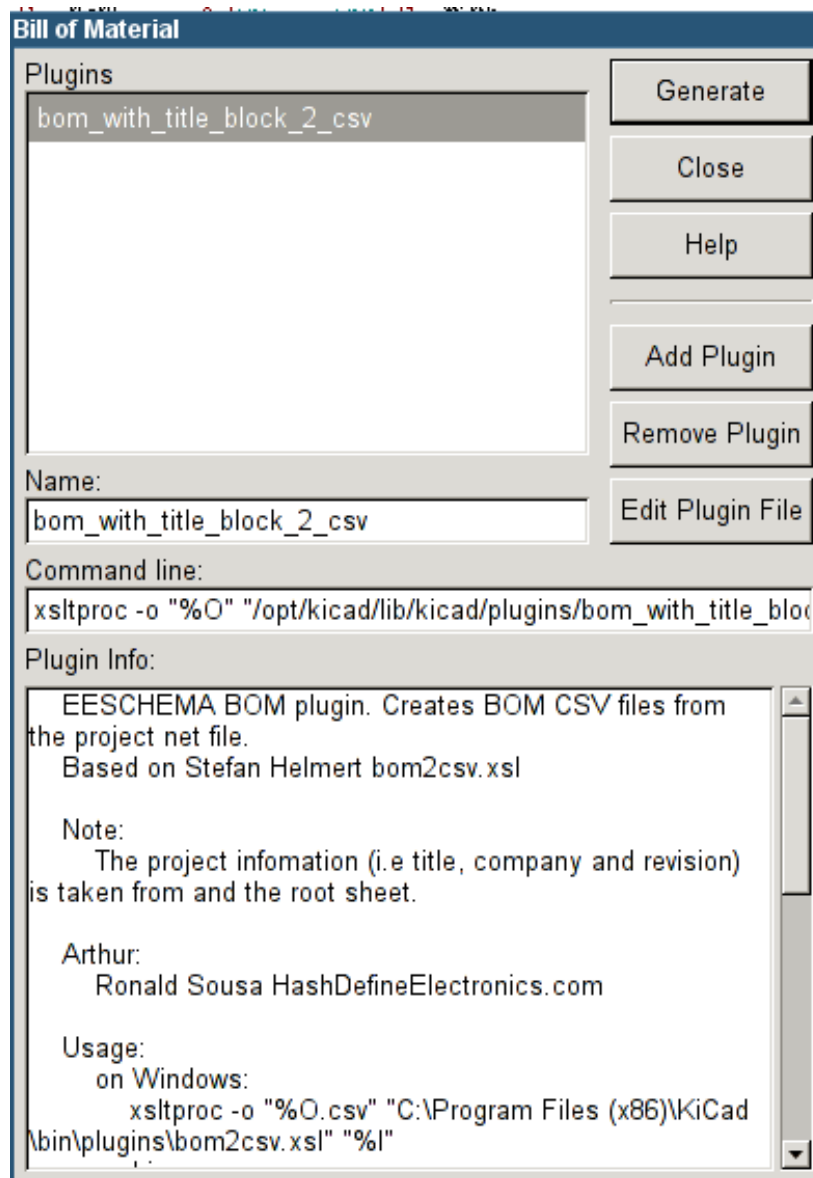 Bill of Material
Plugins
bom_with_title_block_2_csv
Generate
Close
Help
Add Plugin
Remove Plugin
Edit Plugin File
Name:
bom_with_title_block_2_csv
Command line:
xsltproc -o "%O" "/opt/kicad/lib/kicad/plugins/bom_with_title_bloc
Plugin Info:
EESCHEMA BOM plugin. Creates BOM CSV files from
the project net file.
Based on Stefan Helmert bom2csv.xsl
Note:
The project infomation (i.e title, company and revision)
is taken from and the root sheet.
Arthur:
Ronald Sousa HashDefineElectronics.com
Usage:
on Windows:
xsltproc -o "%O.csv" "C:\Program Files (x86)\KiCad
\bin\plugins\bom2csv.xsl" "%I"